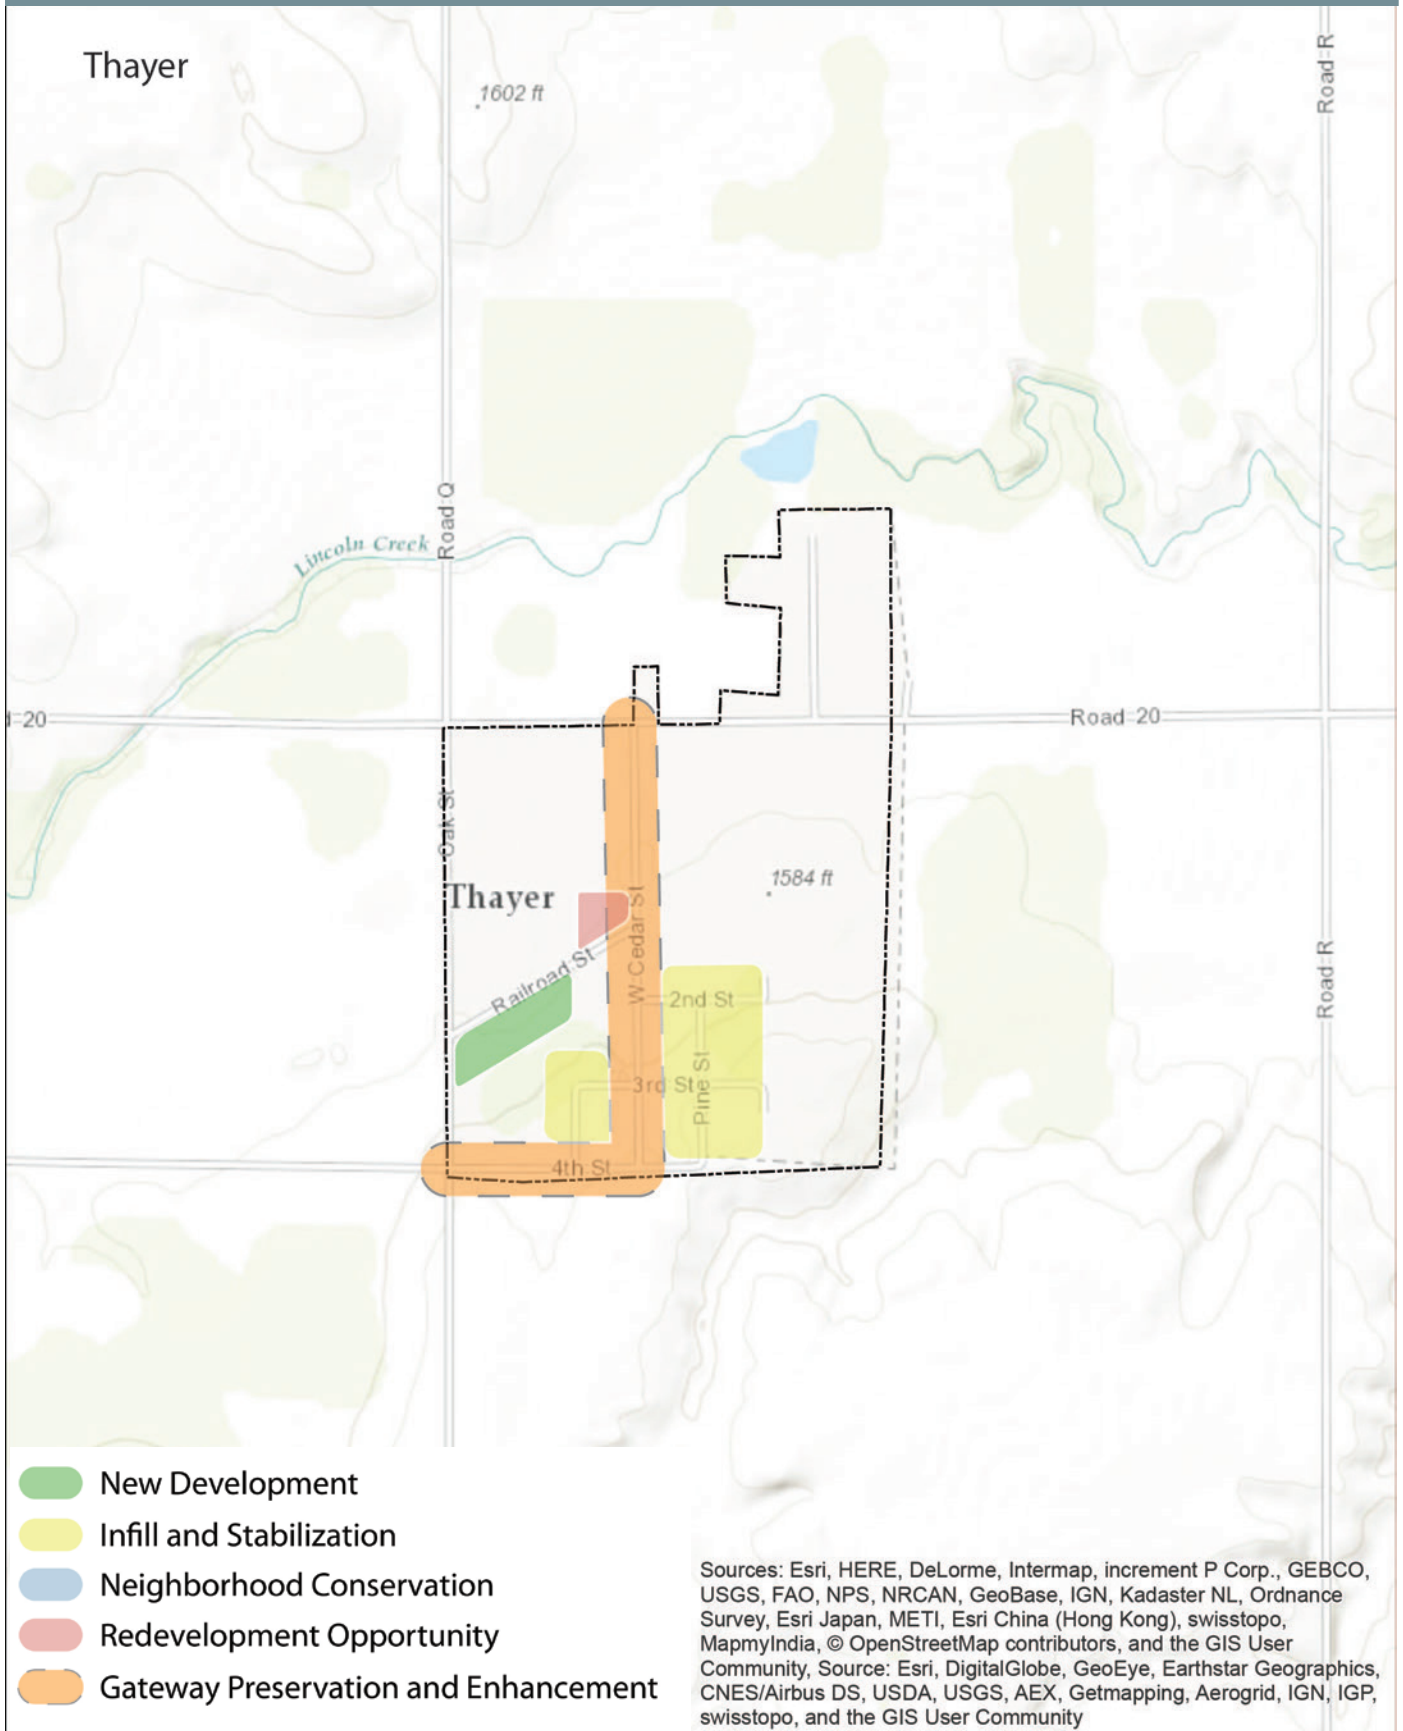 Thayer
1602 ft
Road R
Road Q
Lincoln Creek
20
Road 20
Oak St
Thayer
1584 ft
W Cedar St
Railroad St
Road R
2nd St
3rd St
Pine St
4th St
New Development
Infill and Stabilization
Neighborhood Conservation
Redevelopment Opportunity
Gateway Preservation and Enhancement
Sources: Esri, HERE, DeLorme, Intermap, increment P Corp., GEBCO,
USGS, FAO, NPS, NRCAN, GeoBase, IGN, Kadaster NL, Ordnance
Survey, Esri Japan, METI, Esri China (Hong Kong), swisstopo,
MapmyIndia, © OpenStreetMap contributors, and the GIS User
Community, Source: Esri, DigitalGlobe, GeoEye, Earthstar Geographics,
CNES/Airbus DS, USDA, USGS, AEX, Getmapping, Aerogrid, IGN, IGP,
swisstopo, and the GIS User Community